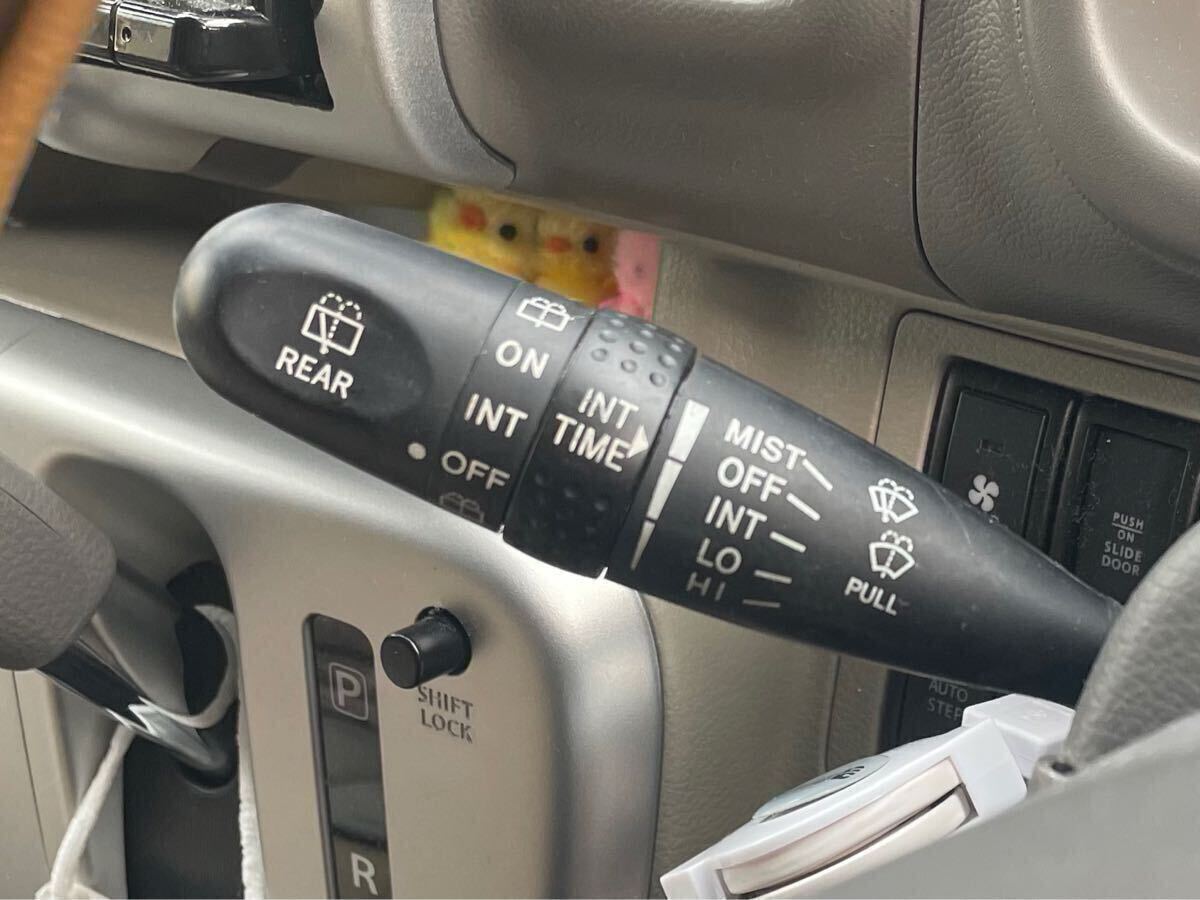 REAR
ON
INT
OFF
INT
TIME
MIST
OFF
INT
LO
HI
PULL
PUSH
ON
SLIDE
DOOR
AUTO
STEP
SHIFT
LOCK
P
R